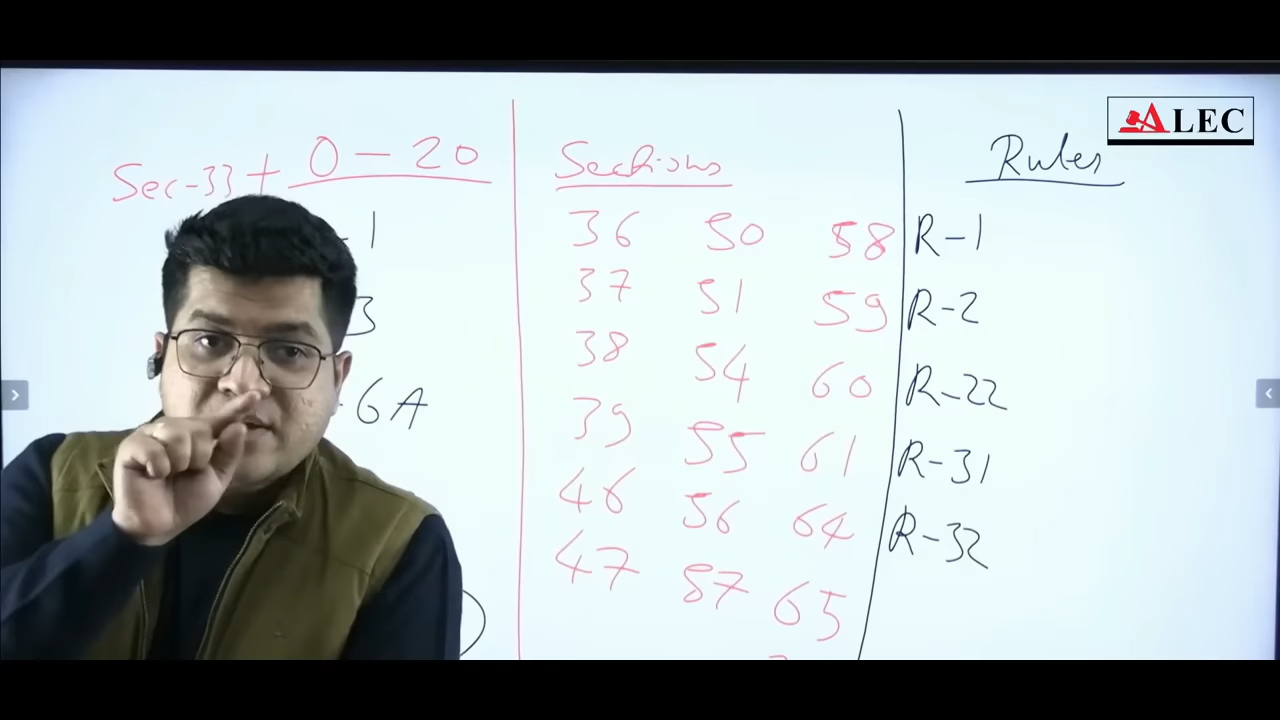 ALEC
Sec-33 + O - 20
- 1
3
- 6A
Sections
36 50 58
37 51 59
38 54 60
39 55 61
46 56 64
47 57 65
Rules
R-1
R-2
R-22
R-31
R-32